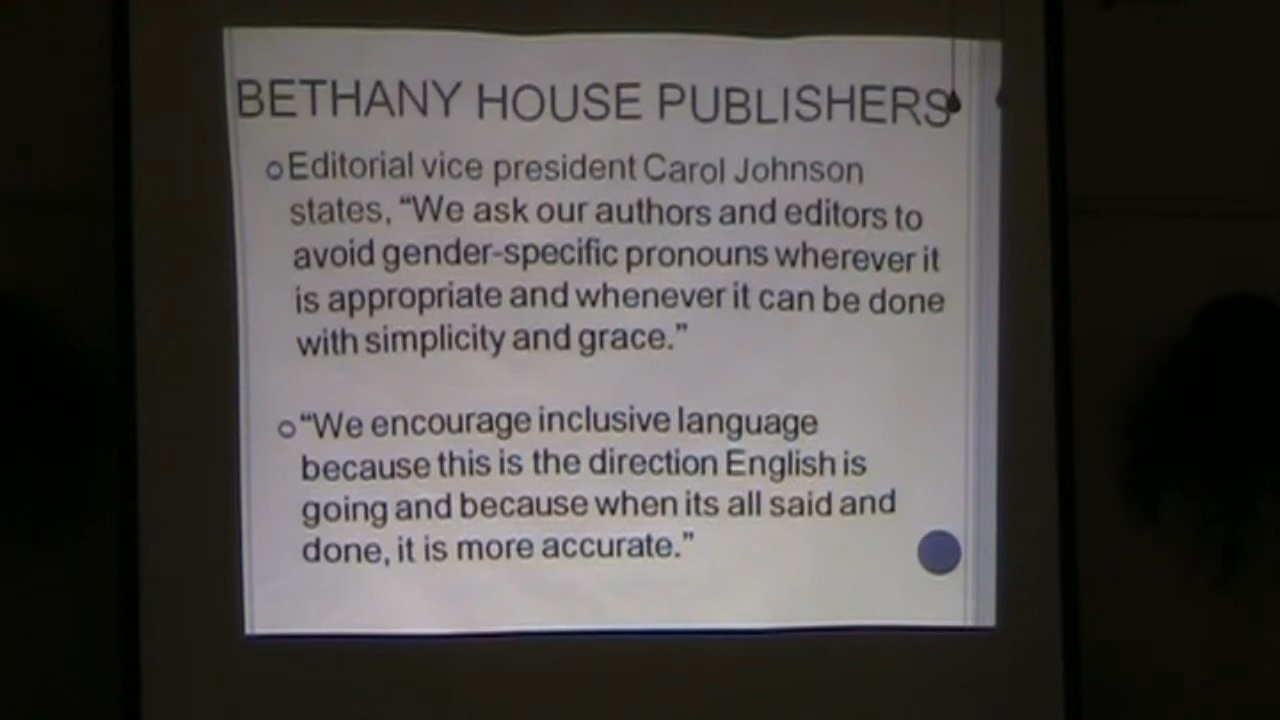 BETHANY HOUSE PUBLISHERS
Editorial vice president Carol Johnson
states, “We ask our authors and editors to
avoid gender-specific pronouns wherever it
is appropriate and whenever it can be done
with simplicity and grace.”
“We encourage inclusive language
because this is the direction English is
going and because when its all said and
done, it is more accurate.”